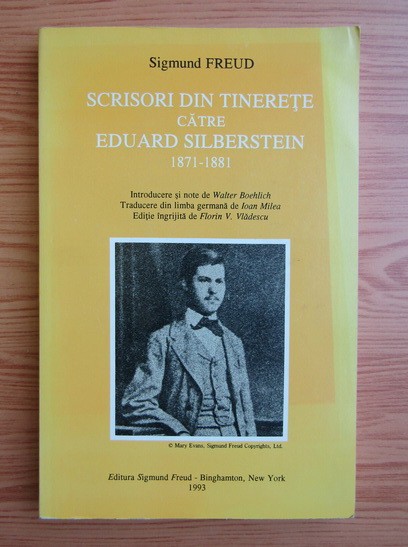 Sigmund FREUD
SCRISORI DIN TINEREŢE
CĂTRE
EDUARD SILBERSTEIN
1871-1881
Introducere şi note de Walter Boehlich
Traducere din limba germană de Ioan Milea
Ediţie îngrijită de Florin V. Vlădescu
© Mary Evans, Sigmund Freud Copyrights, Ltd.
Editura Sigmund Freud - Binghamton, New York
1993